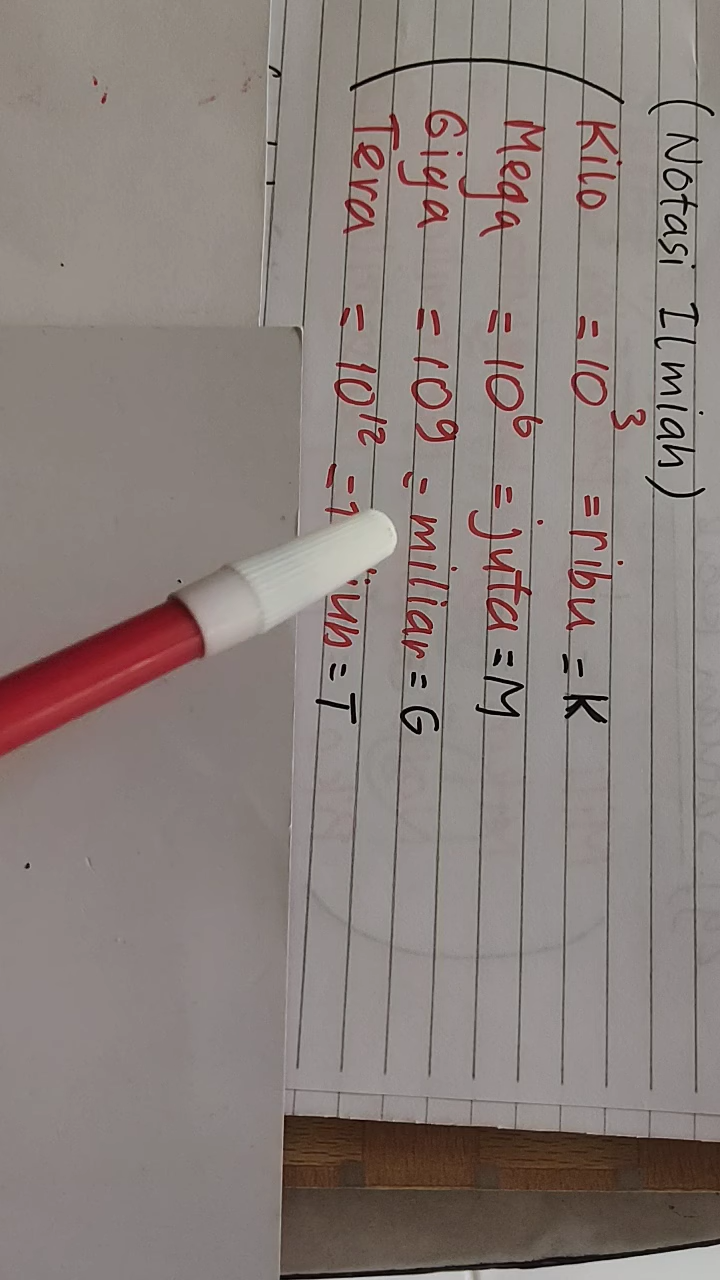 (Notasi Ilmiah)
Kilo = 10³ = ribu = K
Mega = 10⁶ = juta = M
Giga = 10⁹ = miliar = G
Tera = 10¹² = = T